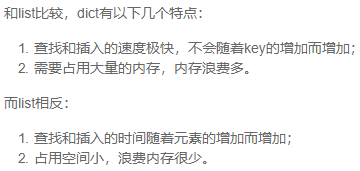 和list比较，dict有以下几个特点：
1. 查找和插入的速度极快，不会随着key的增加而增加；
2. 需要占用大量的内存，内存浪费多。
而list相反：
1. 查找和插入的时间随着元素的增加而增加；
2. 占用空间小，浪费内存很少。